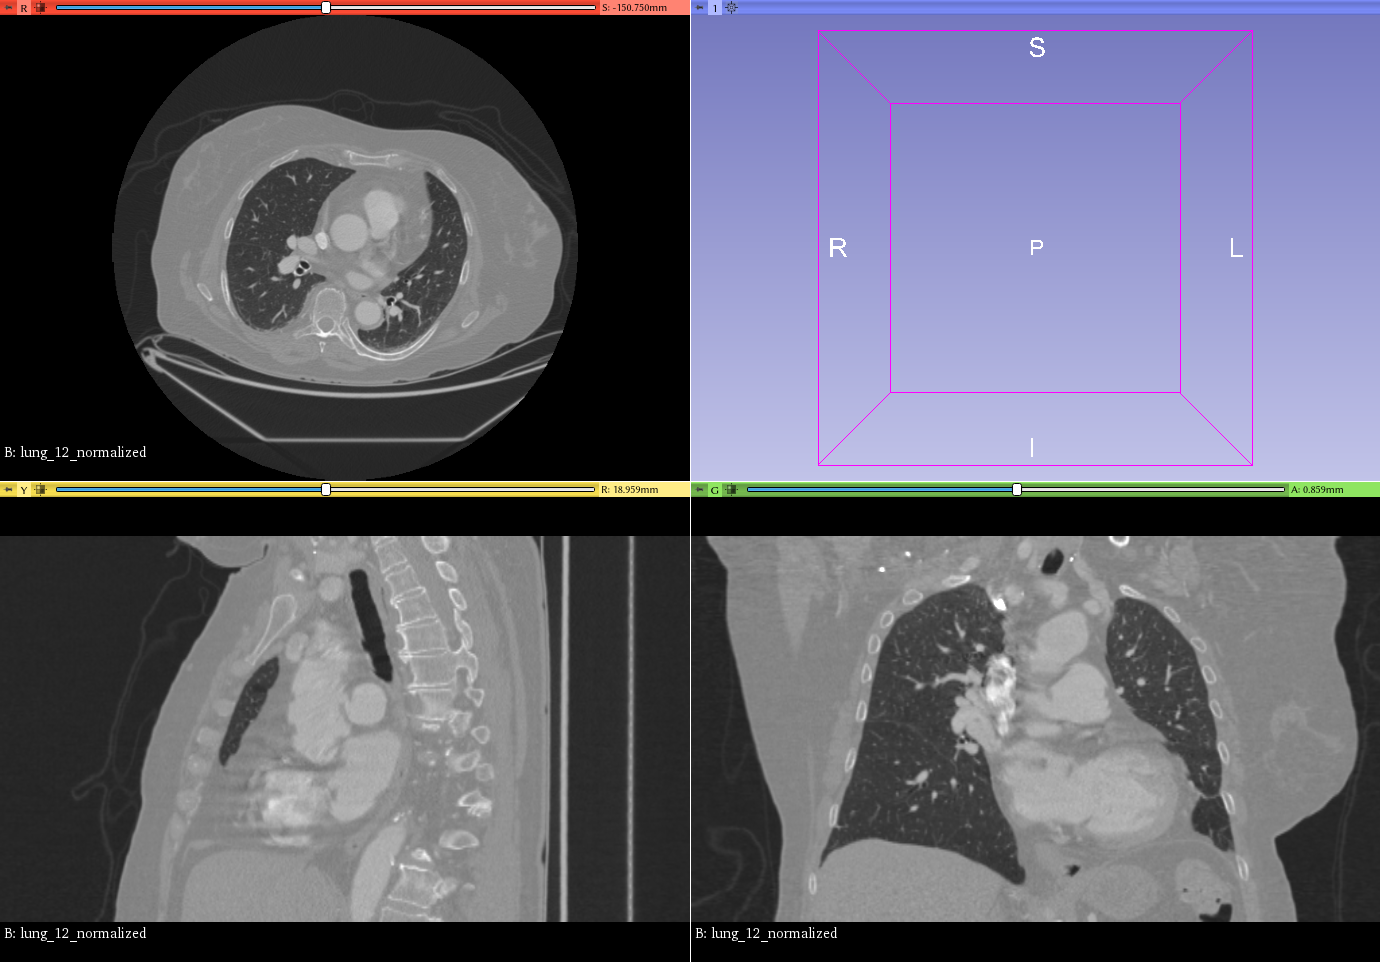 R
S: -150.750mm
B: lung_12_normalized
1
S
R
P
L
I
Y
R: 18.959mm
B: lung_12_normalized
G
A: 0.859mm
B: lung_12_normalized